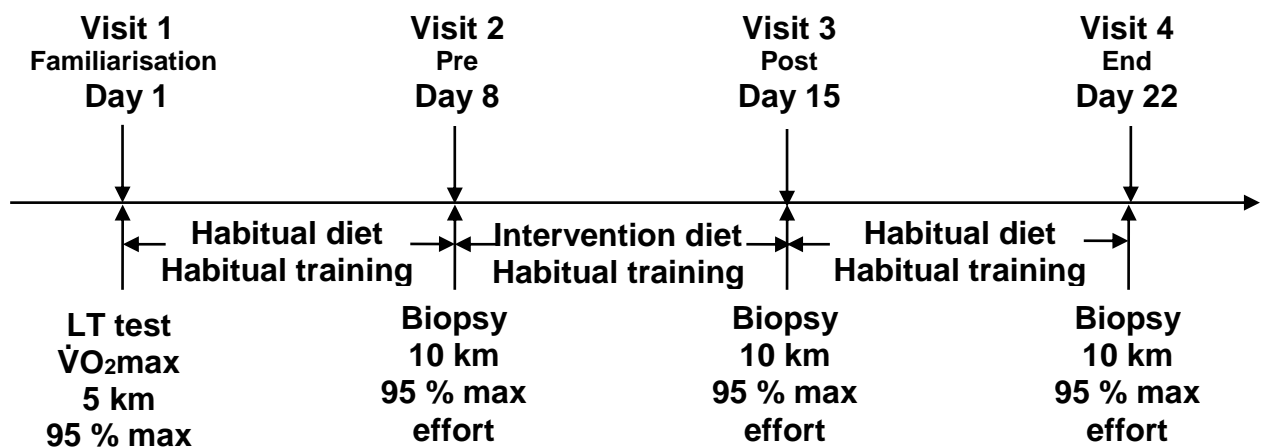 Visit 1
Familiarisation
Day 1
Visit 2
Pre
Day 8
Visit 3
Post
Day 15
Visit 4
End
Day 22
Habitual diet
Habitual training
Intervention diet
Habitual training
Habitual diet
Habitual training
LT test
V̇O₂max
5 km
95 % max
Biopsy
10 km
95 % max
effort
Biopsy
10 km
95 % max
effort
Biopsy
10 km
95 % max
effort